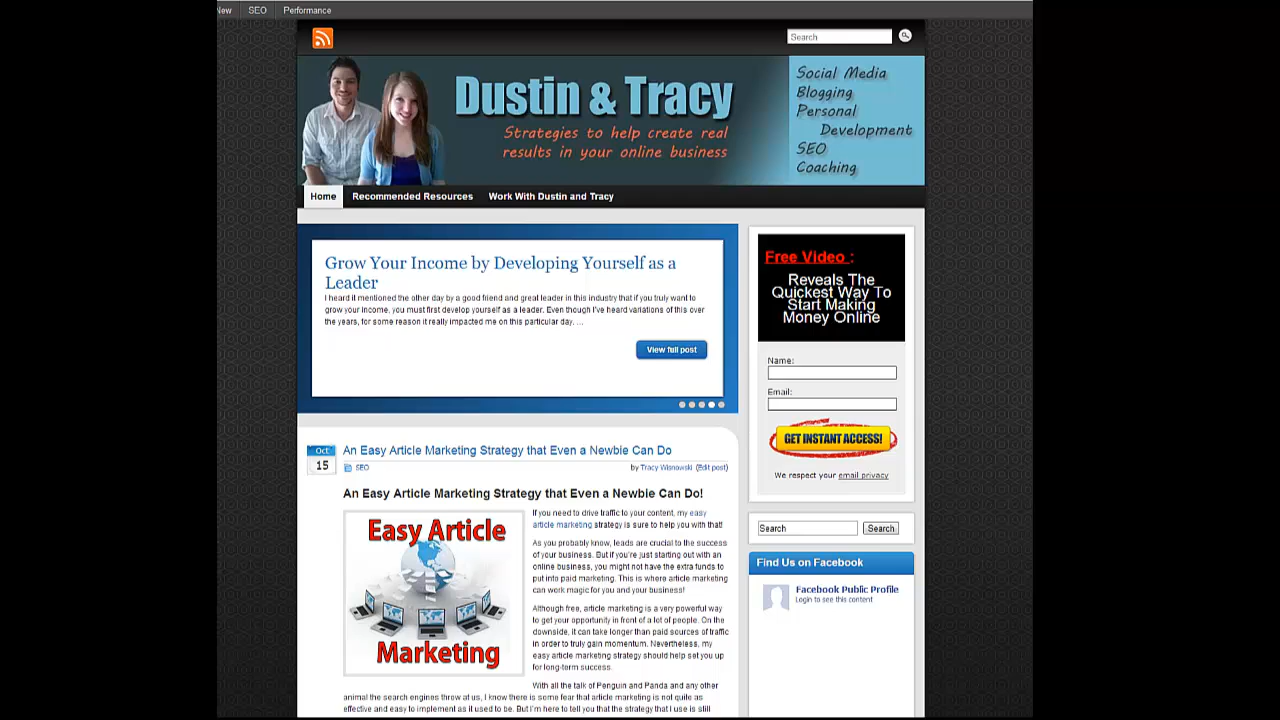 New SEO Performance
Search
Dustin & Tracy
Strategies to help create real
results in your online business
Social Media
Blogging
Personal
Development
SEO
Coaching
Home Recommended Resources Work With Dustin and Tracy
Grow Your Income by Developing Yourself as a
Leader
I heard it mentioned the other day by a good friend and great leader in this industry that if you truly want to
grow your income, you must first develop yourself as a leader. Even though I've heard variations of this over
the years, for some reason it really impacted me on this particular day. ...
View full post
Free Video :
Reveals The
Quickest Way To
Start Making
Money Online
Name:
Email:
GET INSTANT ACCESS!
We respect your email privacy
Oct
15
An Easy Article Marketing Strategy that Even a Newbie Can Do
SEO
by Tracy Wisnowski (Edit post)
An Easy Article Marketing Strategy that Even a Newbie Can Do!
Easy Article
Marketing
If you need to drive traffic to your content, my easy
article marketing strategy is sure to help you with that!
As you probably know, leads are crucial to the success
of your business. But if you're just starting out with an
online business, you might not have the extra funds to
put into paid marketing. This is where article marketing
can work magic for you and your business!
Although free, article marketing is a very powerful way
to get your opportunity in front of a lot of people. On the
downside, it can take longer than paid sources of traffic
in order to truly gain momentum. Nevertheless, my
easy article marketing strategy should help set you up
for long-term success.
With all the talk of Penguin and Panda and any other
animal the search engines throw at us, I know there is some fear that article marketing is not quite as
effective and easy to implement as it used to be. But I'm here to tell you that the strategy that I use is still
Search Search
Find Us on Facebook
Facebook Public Profile
Login to see this content